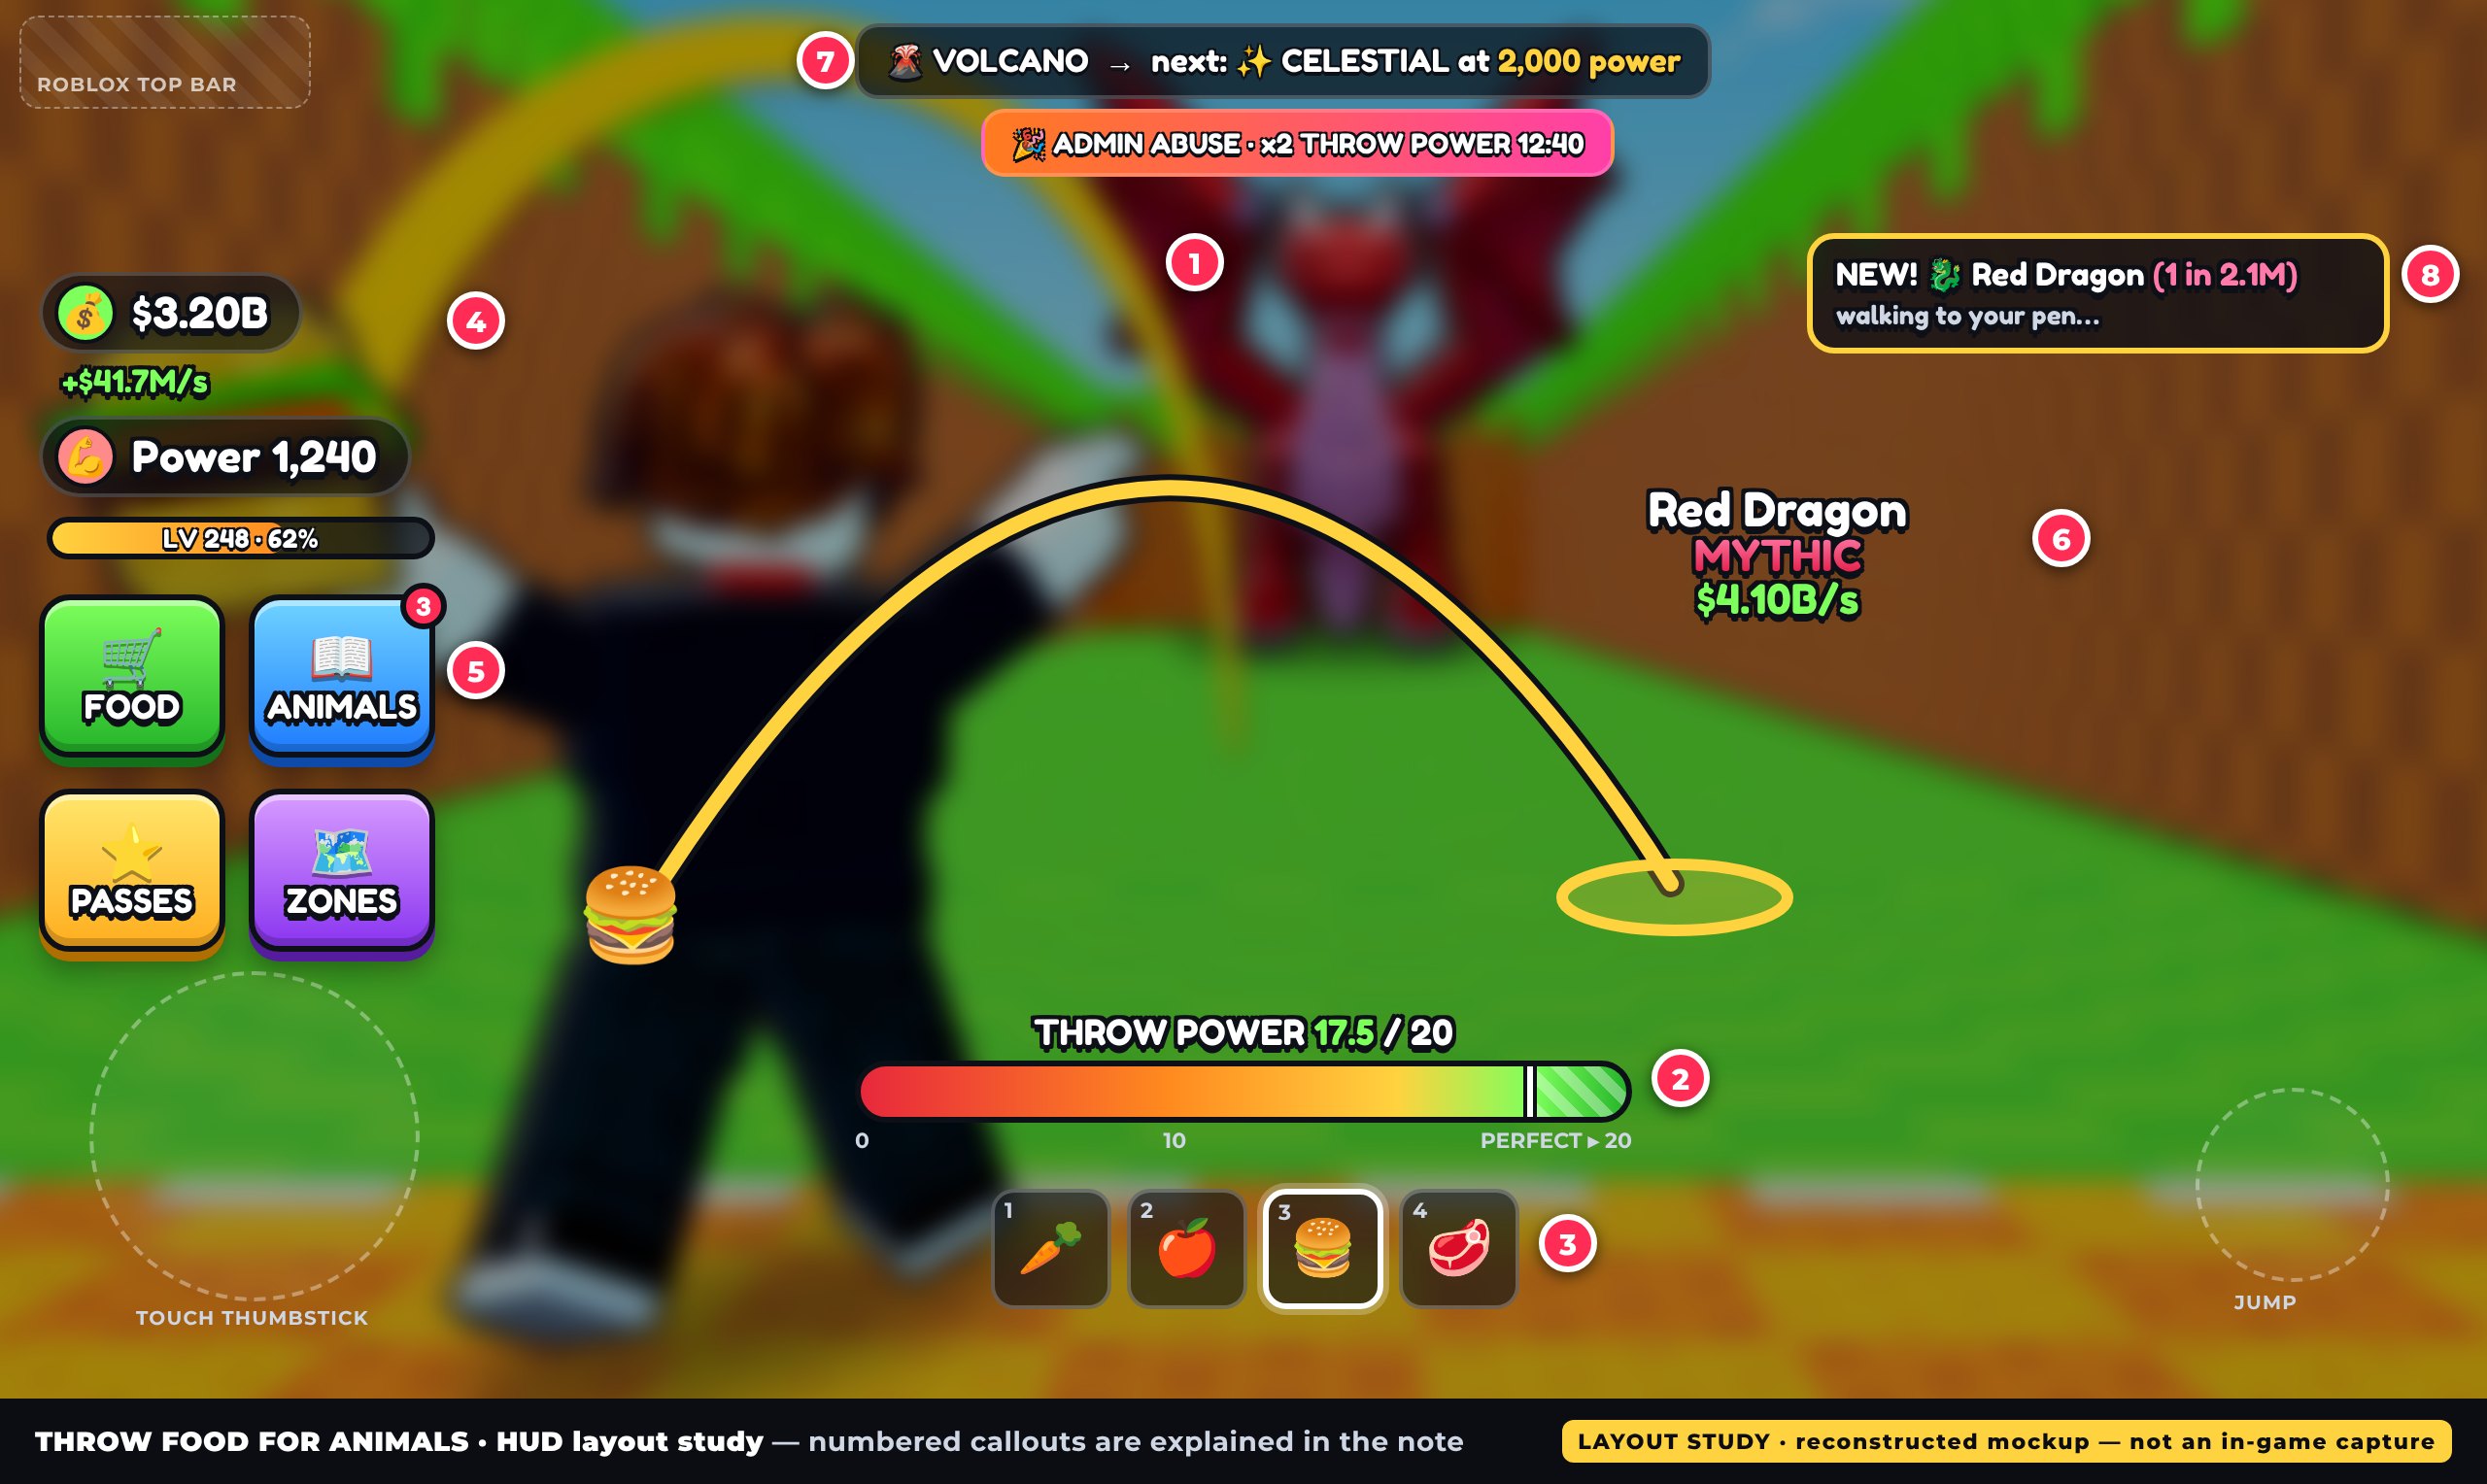 ROBLOX TOP BAR
7
🌋 VOLCANO → next: ✨ CELESTIAL at 2,000 power
🎉 ADMIN ABUSE · x2 THROW POWER 12:40
1
NEW! 🐉 Red Dragon (1 in 2.1M)
walking to your pen...
8
$3.20B
4
+$41.7M/s
Power 1,240
LV 248 · 62%
Red Dragon
MYTHIC
$4.10B/s
6
FOOD
ANIMALS
3
5
PASSES
ZONES
THROW POWER 17.5 / 20
2
0 10 PERFECT ▸ 20
1 2 3 4
3
TOUCH THUMBSTICK
JUMP
THROW FOOD FOR ANIMALS · HUD layout study — numbered callouts are explained in the note
LAYOUT STUDY · reconstructed mockup — not an in-game capture